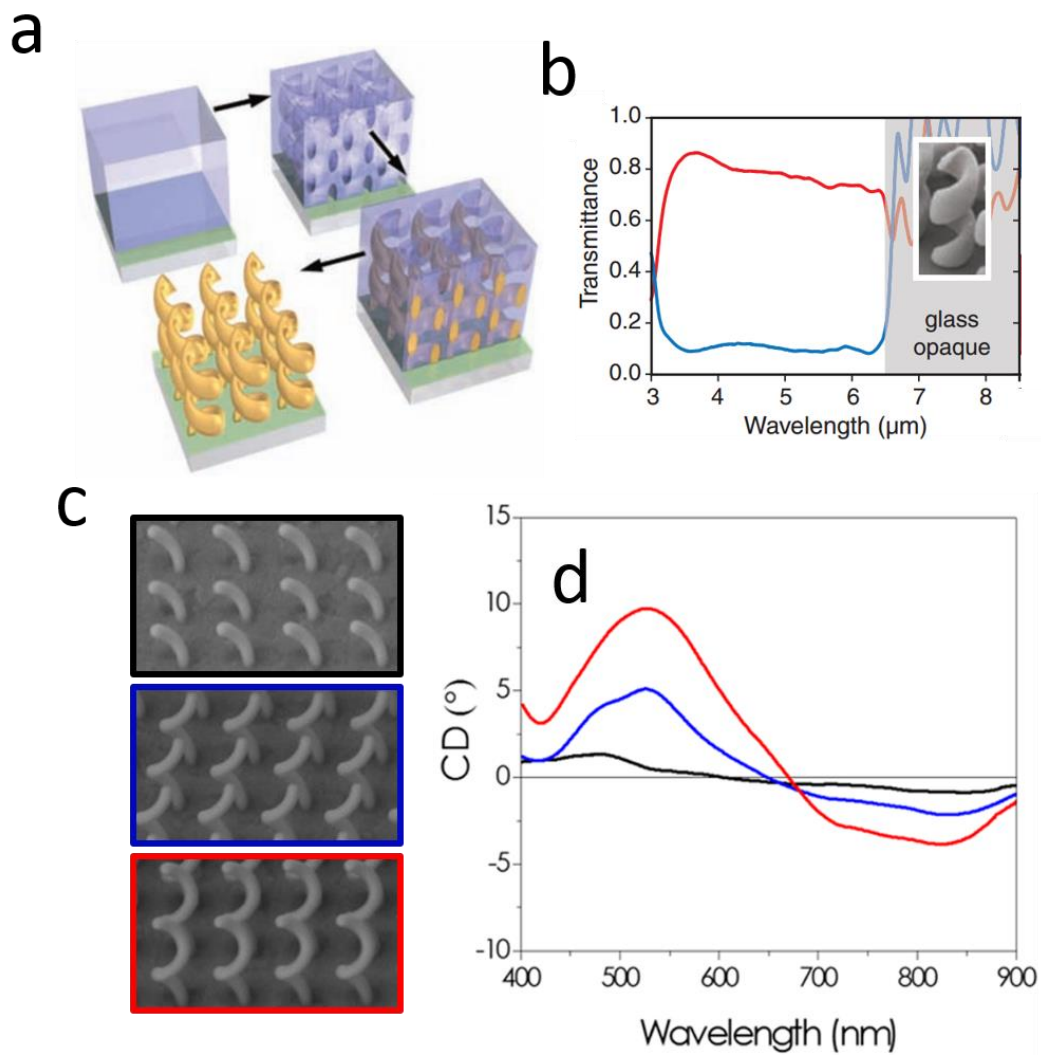 a
b
1.0
0.8
0.6
0.4
0.2
0.0
Transmittance
glass
opaque
3 4 5 6 7 8
Wavelength (μm)
c
d
15
10
5
0
-5
-10
CD (°)
400 500 600 700 800 900
Wavelength (nm)